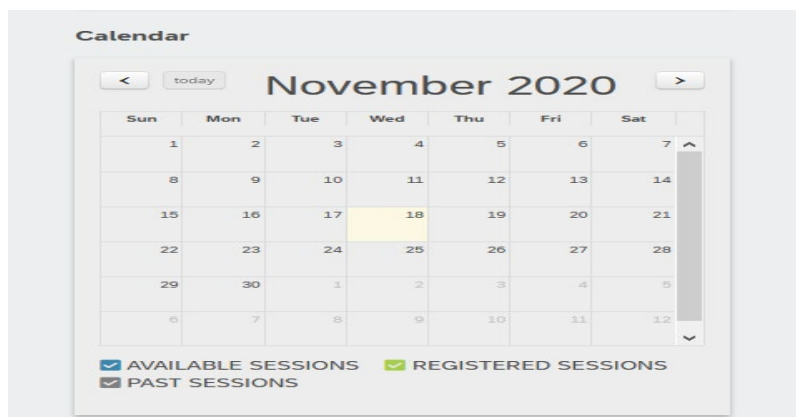 Calendar
< today November 2020 >
Sun Mon Tue Wed Thu Fri Sat
1 2 3 4 5 6 7
8 9 10 11 12 13 14
15 16 17 18 19 20 21
22 23 24 25 26 27 28
29 30 1 2 3 4 5
6 7 8 9 10 11 12
AVAILABLE SESSIONS REGISTERED SESSIONS
PAST SESSIONS